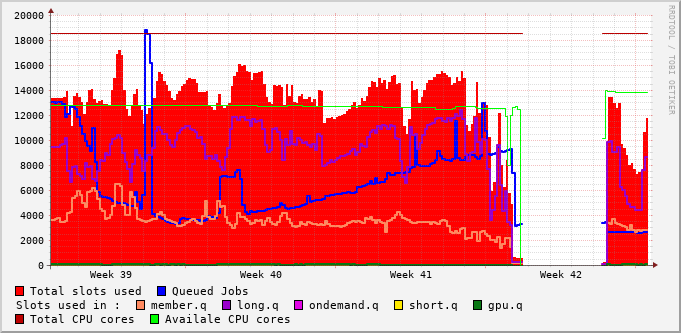 RRDTOOL / TOBI OETIKER
20000
18000
16000
14000
12000
10000
8000
6000
4000
2000
0
Week 39 Week 40 Week 41 Week 42
Total slots used Queued Jobs
Slots used in : member.q long.q ondemand.q short.q gpu.q
Total CPU cores Availale CPU cores